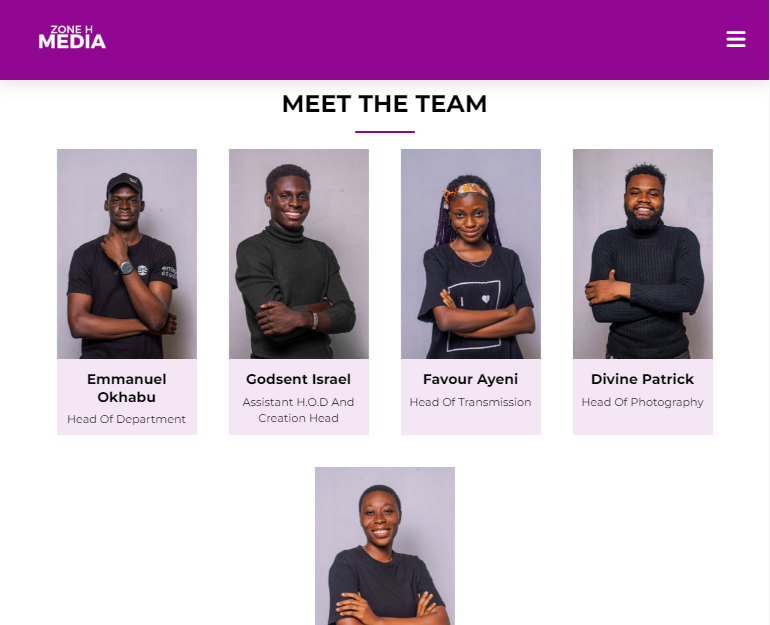 ZONE H
MEDIA
MEET THE TEAM
Emmanuel
Okhabu
Head Of Department
Godsent Israel
Assistant H.O.D And
Creation Head
Favour Ayeni
Head Of Transmission
Divine Patrick
Head Of Photography